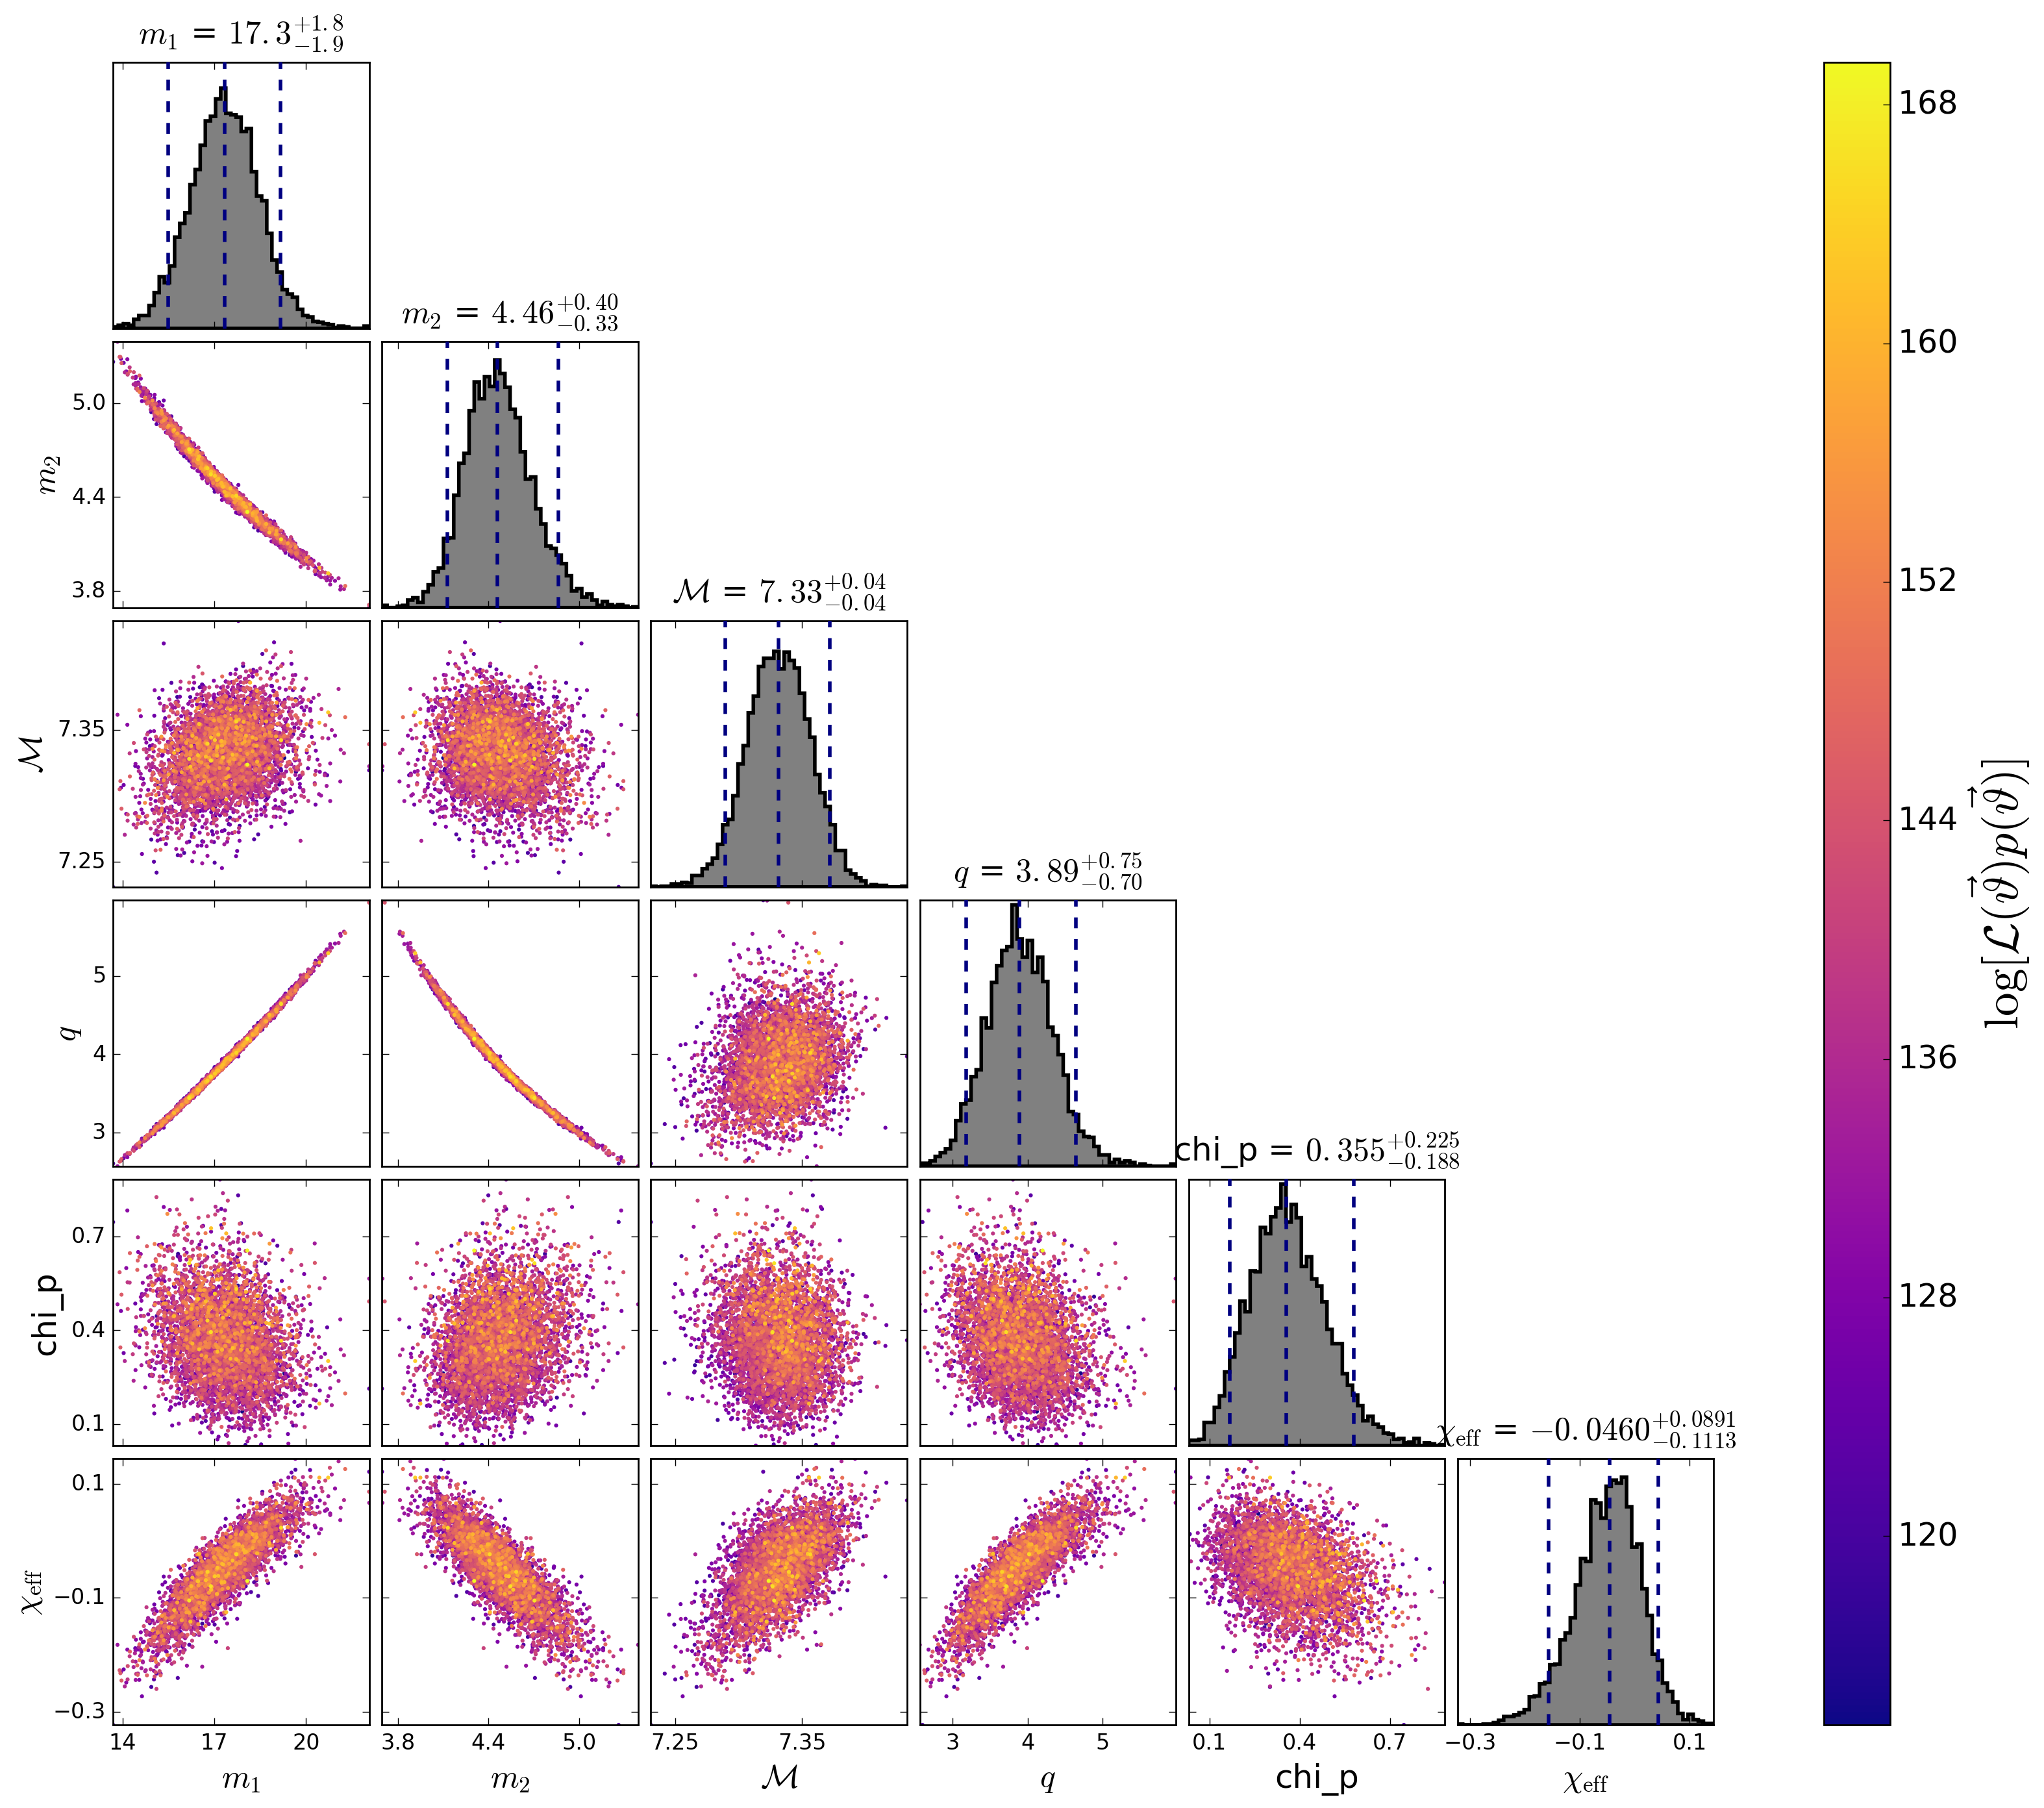 m₁ = 17.3^{+1.8}_{−1.9}
168
m₂ = 4.46^{+0.40}_{−0.33}
160
5.0
m₂
4.4
3.8
ℳ = 7.33^{+0.04}_{−0.04}
152
7.35
ℳ
7.25
144
log[ℒ(ϑ⃗)p(ϑ⃗)]
q = 3.89^{+0.75}_{−0.70}
5
q
4
3
136
chi_p = 0.355^{+0.225}_{−0.188}
0.7
chi_p
0.4
0.1
128
χ_eff = −0.0460^{+0.0891}_{−0.1113}
0.1
χ_eff
−0.1
−0.3
120
14 17 20 3.8 4.4 5.0 7.25 7.35 3 4 5 0.1 0.4 0.7 −0.3 −0.1 0.1
m₁ m₂ ℳ q chi_p χ_eff